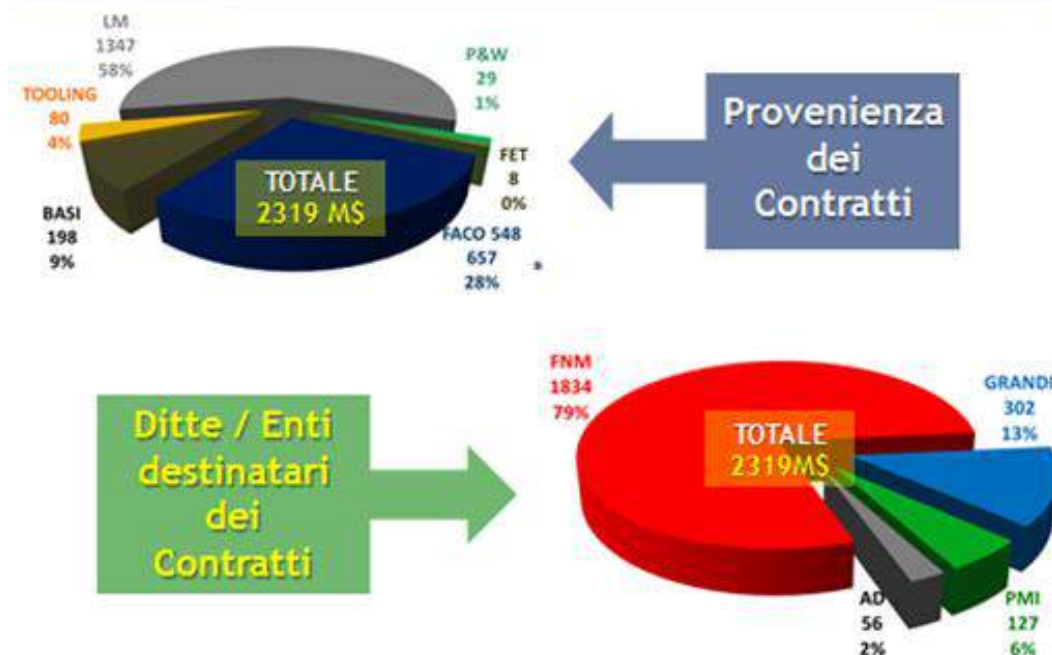 LM
1347
58%
P&W
29
1%
TOOLING
80
4%
FET
8
0%
TOTALE
2319 M$
BASI
198
9%
FACO 548
657
28%
Provenienza
dei
Contratti
FNM
1834
79%
GRANDI
302
13%
TOTALE
2319M$
Ditte / Enti
destinatari
dei
Contratti
AD
56
2%
PMI
127
6%